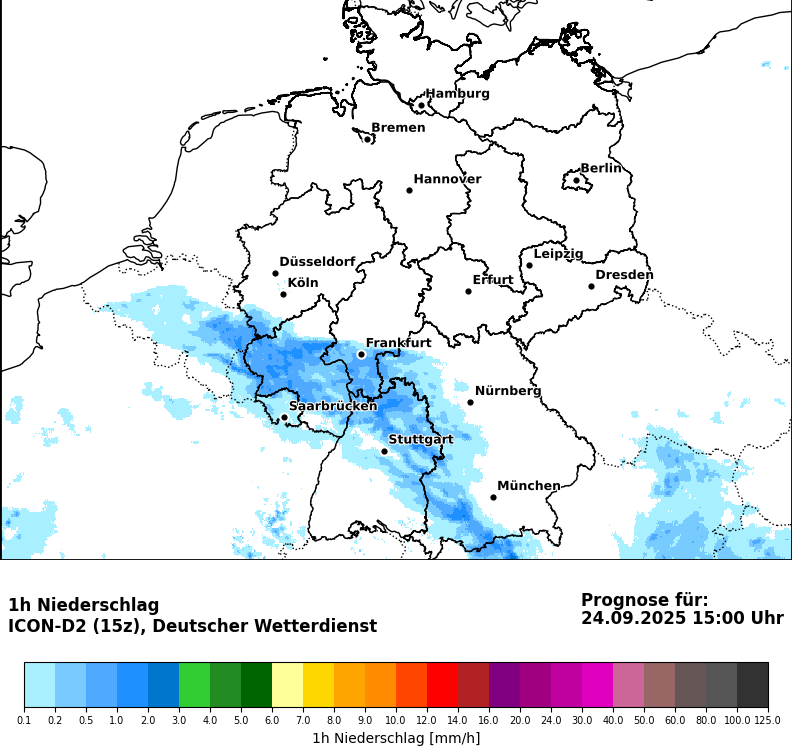 Hamburg
Bremen
Berlin
Hannover
Leipzig
Düsseldorf
Dresden
Köln
Erfurt
Frankfurt
Nürnberg
Saarbrücken
Stuttgart
München
1h Niederschlag
ICON-D2 (15z), Deutscher Wetterdienst
Prognose für:
24.09.2025 15:00 Uhr
0.1 0.2 0.5 1.0 2.0 3.0 4.0 5.0 6.0 7.0 9.0 10.0 12.0 14.0 16.0 20.0 24.0 30.0 40.0 50.0 60.0 80.0 100.0 125.0
1h Niederschlag [mm/h]